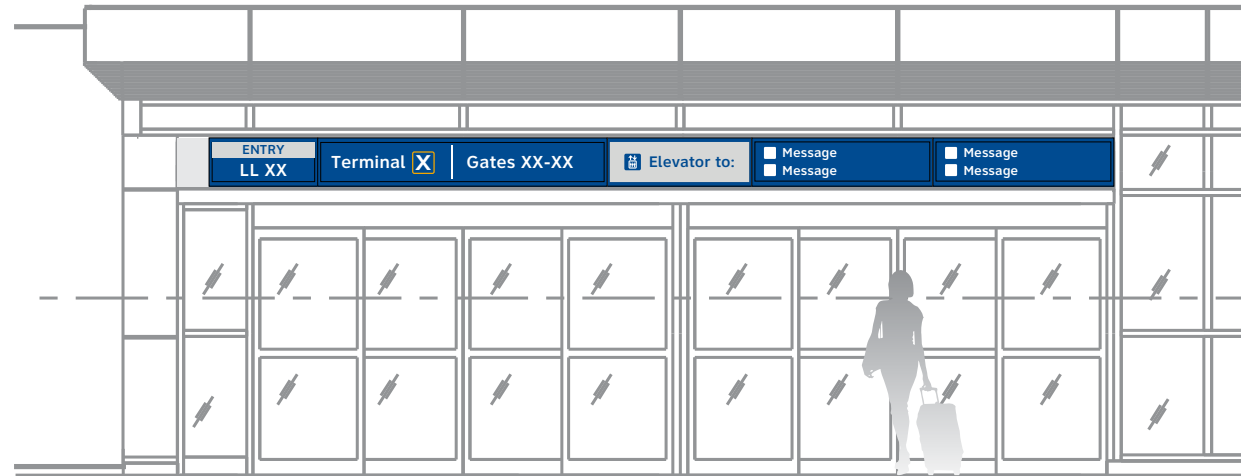 ENTRY
LL XX
Terminal X
Gates XX-XX
Elevator to:
Message
Message
Message
Message